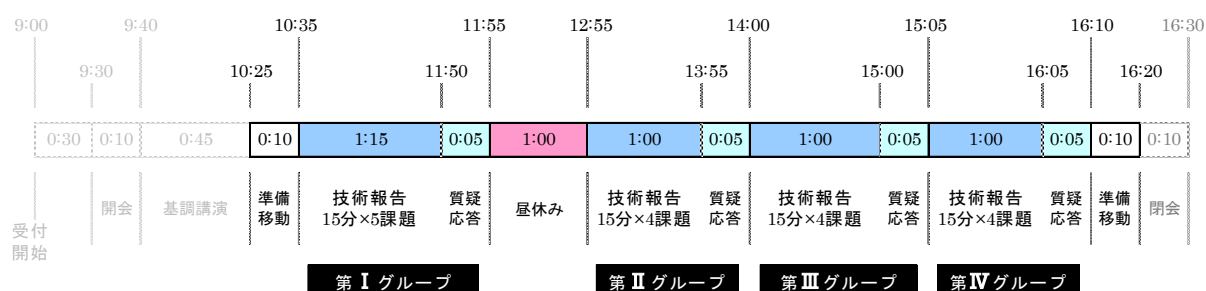 9:00 9:40 10:35 11:55 12:55 14:00 15:05 16:10 16:30
9:30 10:25 11:50 13:55 15:00 16:05 16:20
0:30 0:10 0:45 0:10 1:15 0:05 1:00 1:00 0:05 1:00 0:05 1:00 0:05 0:10 0:10
受付
開始
開会
基調講演
準備
移動
技術報告
15分×5課題
質疑
応答
昼休み
技術報告
15分×4課題
質疑
応答
技術報告
15分×4課題
質疑
応答
技術報告
15分×4課題
質疑
応答
準備
移動
閉会
第 Ⅰ グループ
第 Ⅱ グループ
第 Ⅲ グループ
第 Ⅳ グループ